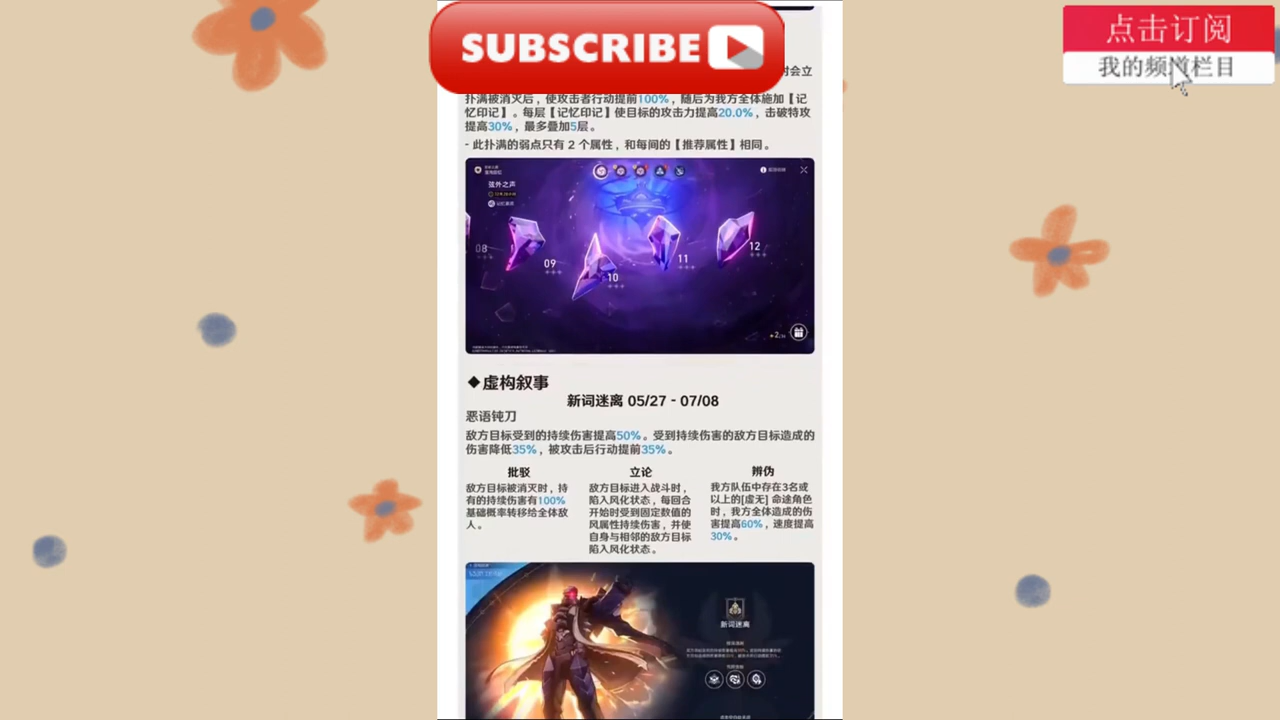 SUBSCRIBE
点击订阅
我的频道栏目
时会立
扑满被消灭后，使攻击者行动提前100%，随后为我方全体施加【记
忆印记】。每层【记忆印记】使目标的攻击力提高20.0%，击破特攻
提高30%，最多叠加5层。
- 此扑满的弱点只有 2 个属性，和每间的【推荐属性】相同。
弦外之声
08
09
10
11
12
◆虚构叙事
新词迷离 05/27 - 07/08
恶语钝刀
敌方目标受到的持续伤害提高50%。受到持续伤害的敌方目标造成的
伤害降低35%，被攻击后行动提前35%。
批驳
敌方目标被消灭时，持
有的持续伤害有100%
基础概率转移给全体敌
人。
立论
敌方目标进入战斗时，
陷入风化状态，每回合
开始时受到固定数值的
风属性持续伤害，并使
自身与相邻的敌方目标
陷入风化状态。
辨伪
我方队伍中存在3名或
以上的[虚无] 命途角色
时，我方全体造成的伤
害提高60%，速度提高
30%。
新词迷离